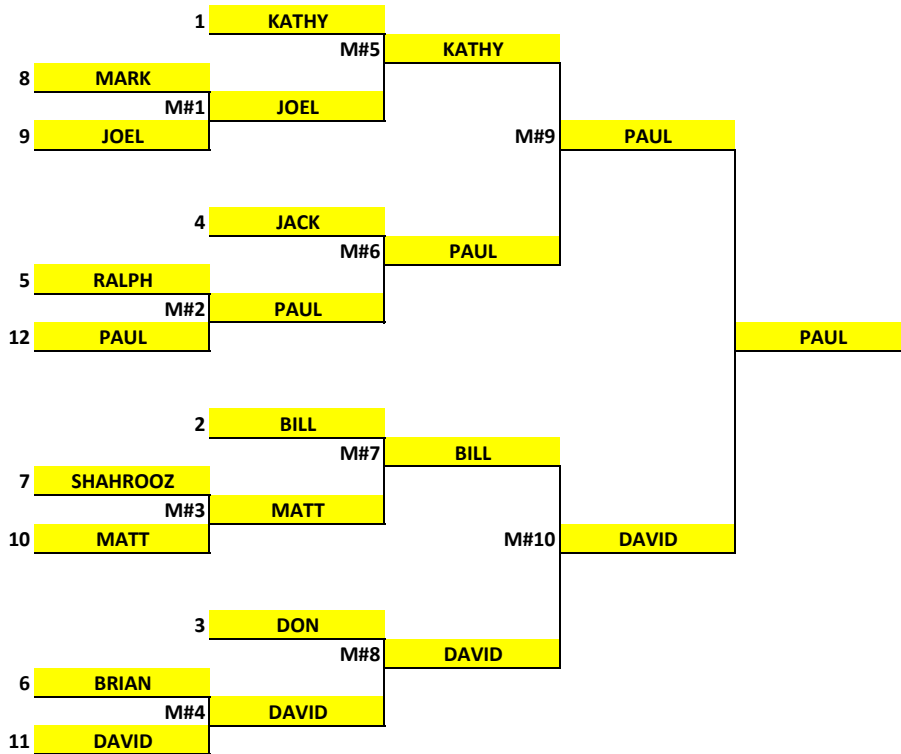 1 KATHY
M#5 KATHY
8 MARK
M#1 JOEL
9 JOEL M#9 PAUL
4 JACK
M#6 PAUL
5 RALPH
M#2 PAUL
12 PAUL PAUL
2 BILL
M#7 BILL
7 SHAHROOZ
M#3 MATT
10 MATT M#10 DAVID
3 DON
M#8 DAVID
6 BRIAN
M#4 DAVID
11 DAVID